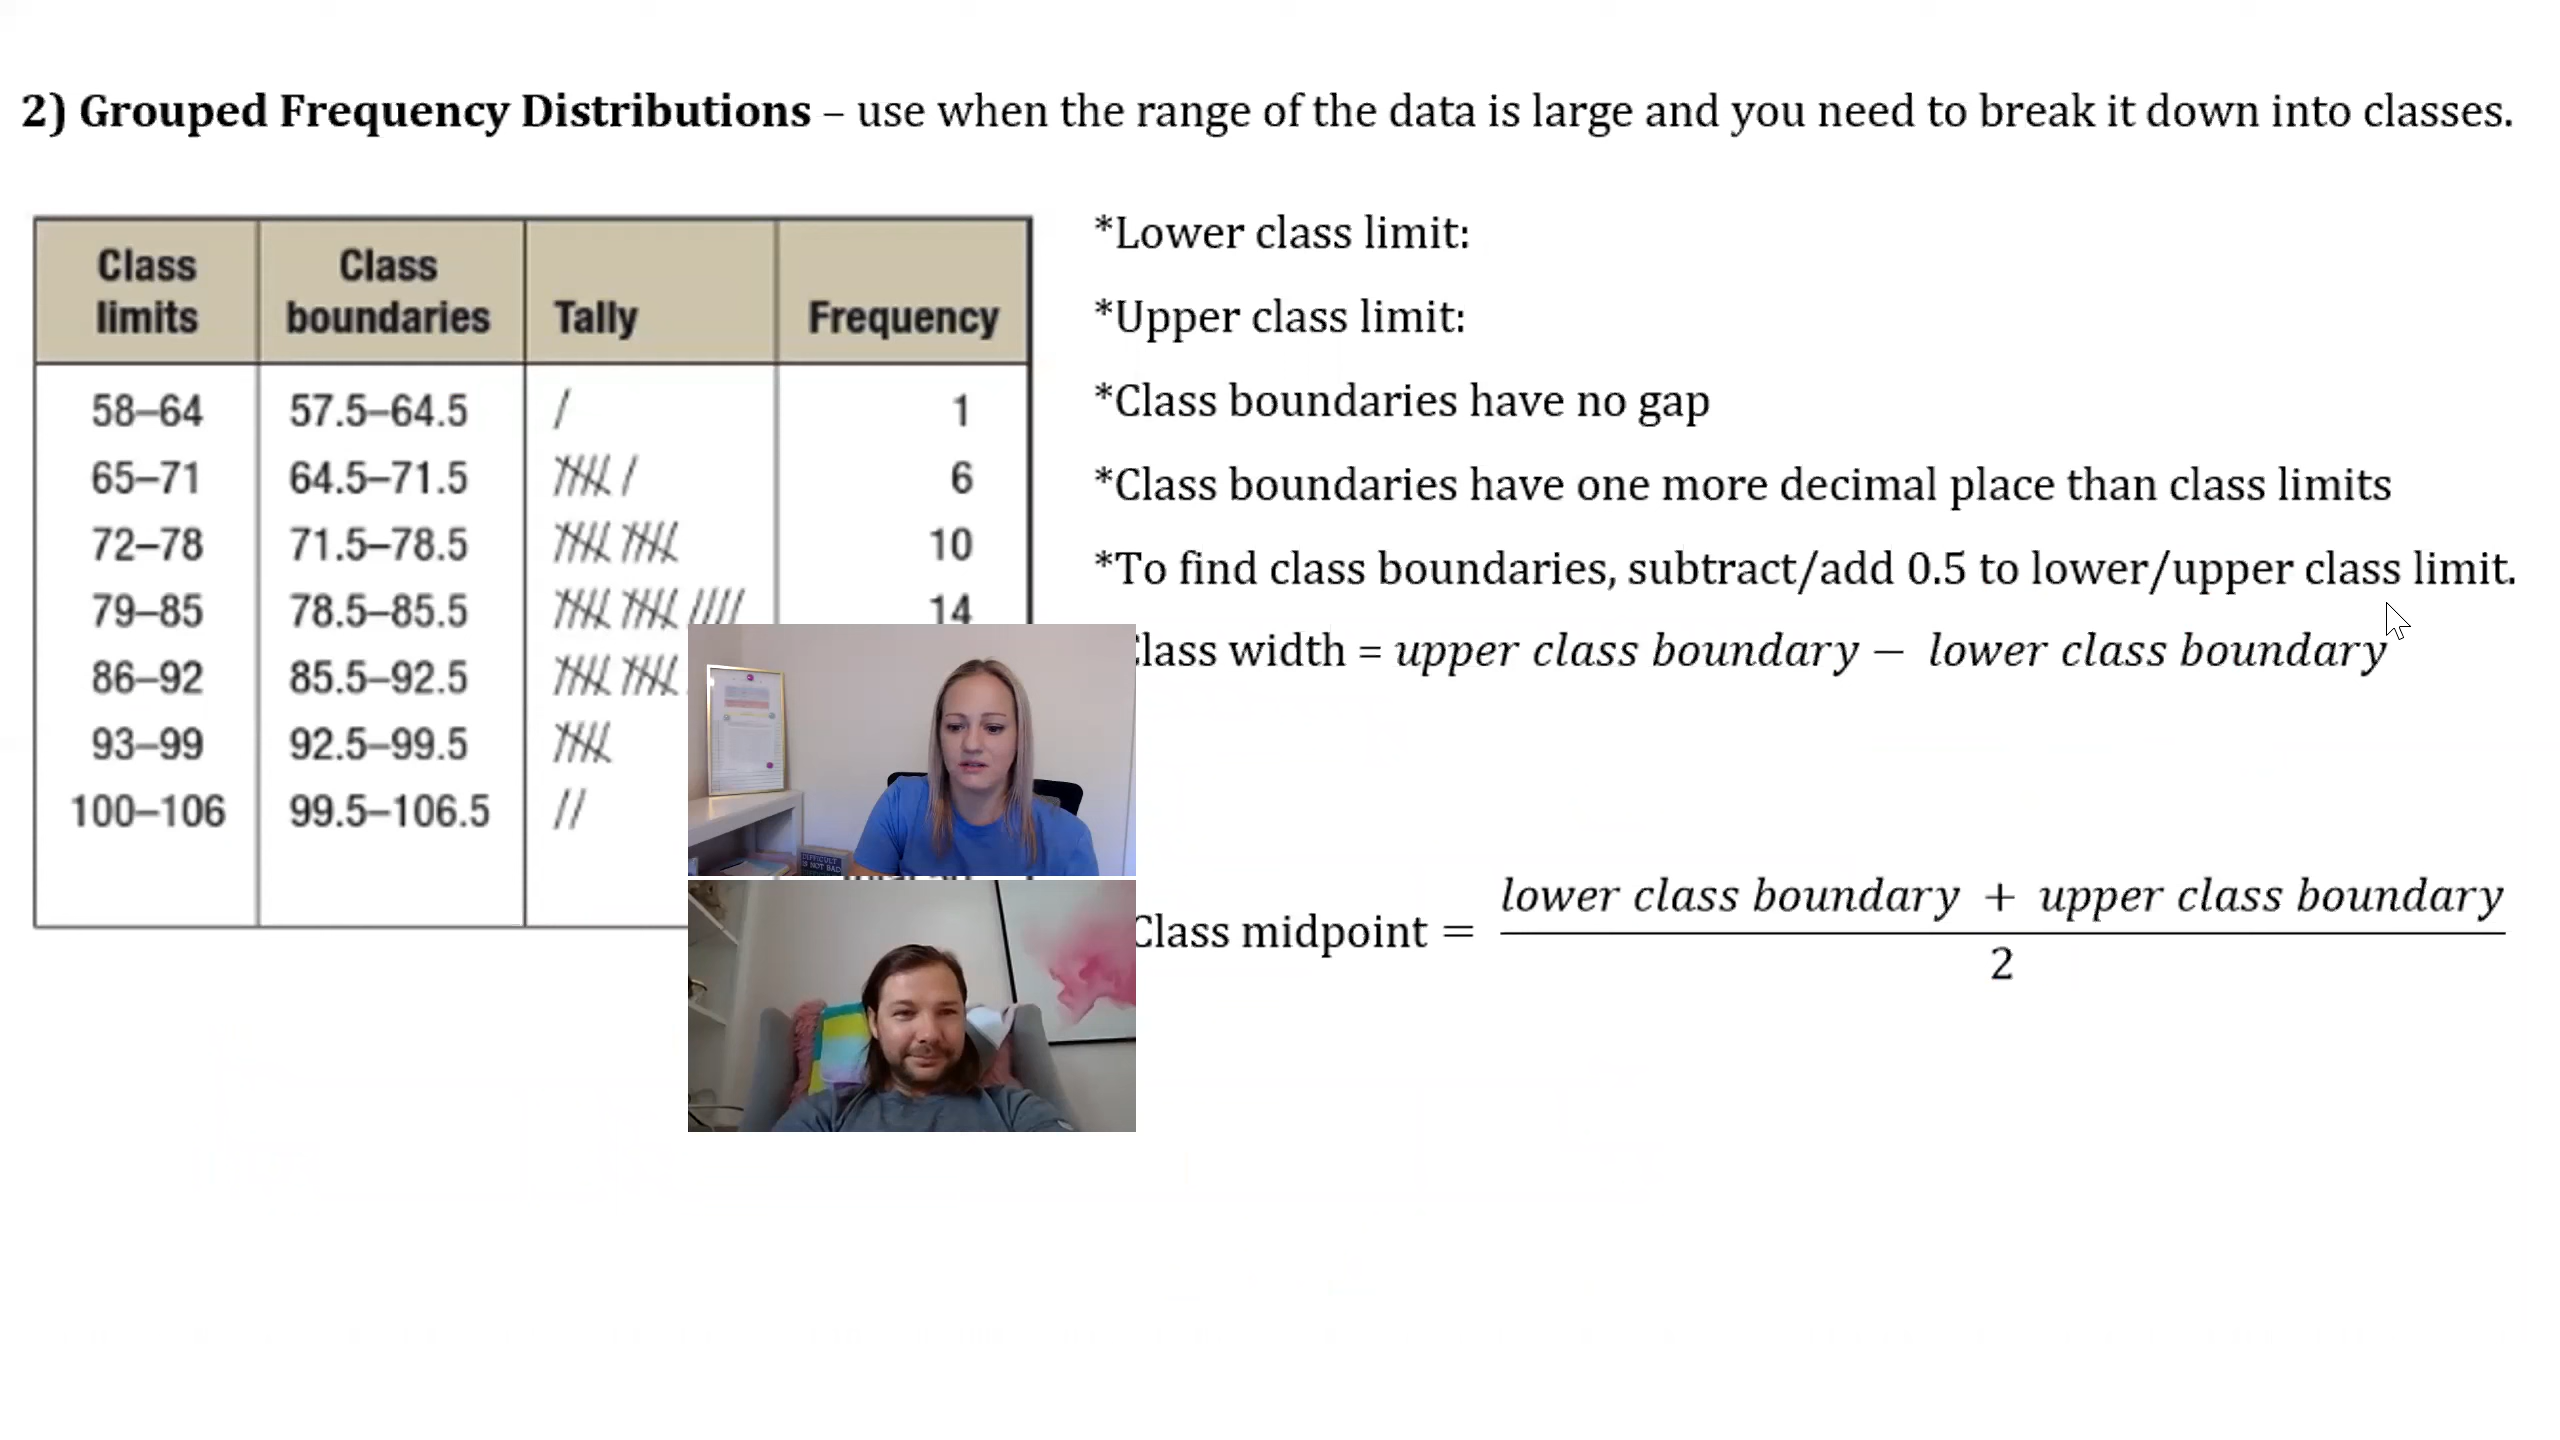 2) Grouped Frequency Distributions – use when the range of the data is large and you need to break it down into classes.
Class limits
Class boundaries
Tally
Frequency
58–64 57.5–64.5 1
65–71 64.5–71.5 6
72–78 71.5–78.5 10
79–85 78.5–85.5 14
86–92 85.5–92.5
93–99 92.5–99.5
100–106 99.5–106.5
*Lower class limit:
*Upper class limit:
*Class boundaries have no gap
*Class boundaries have one more decimal place than class limits
*To find class boundaries, subtract/add 0.5 to lower/upper class limit.
Class width = upper class boundary – lower class boundary
Class midpoint = lower class boundary + upper class boundary
2
DIFFICULT
IS NOT BAD